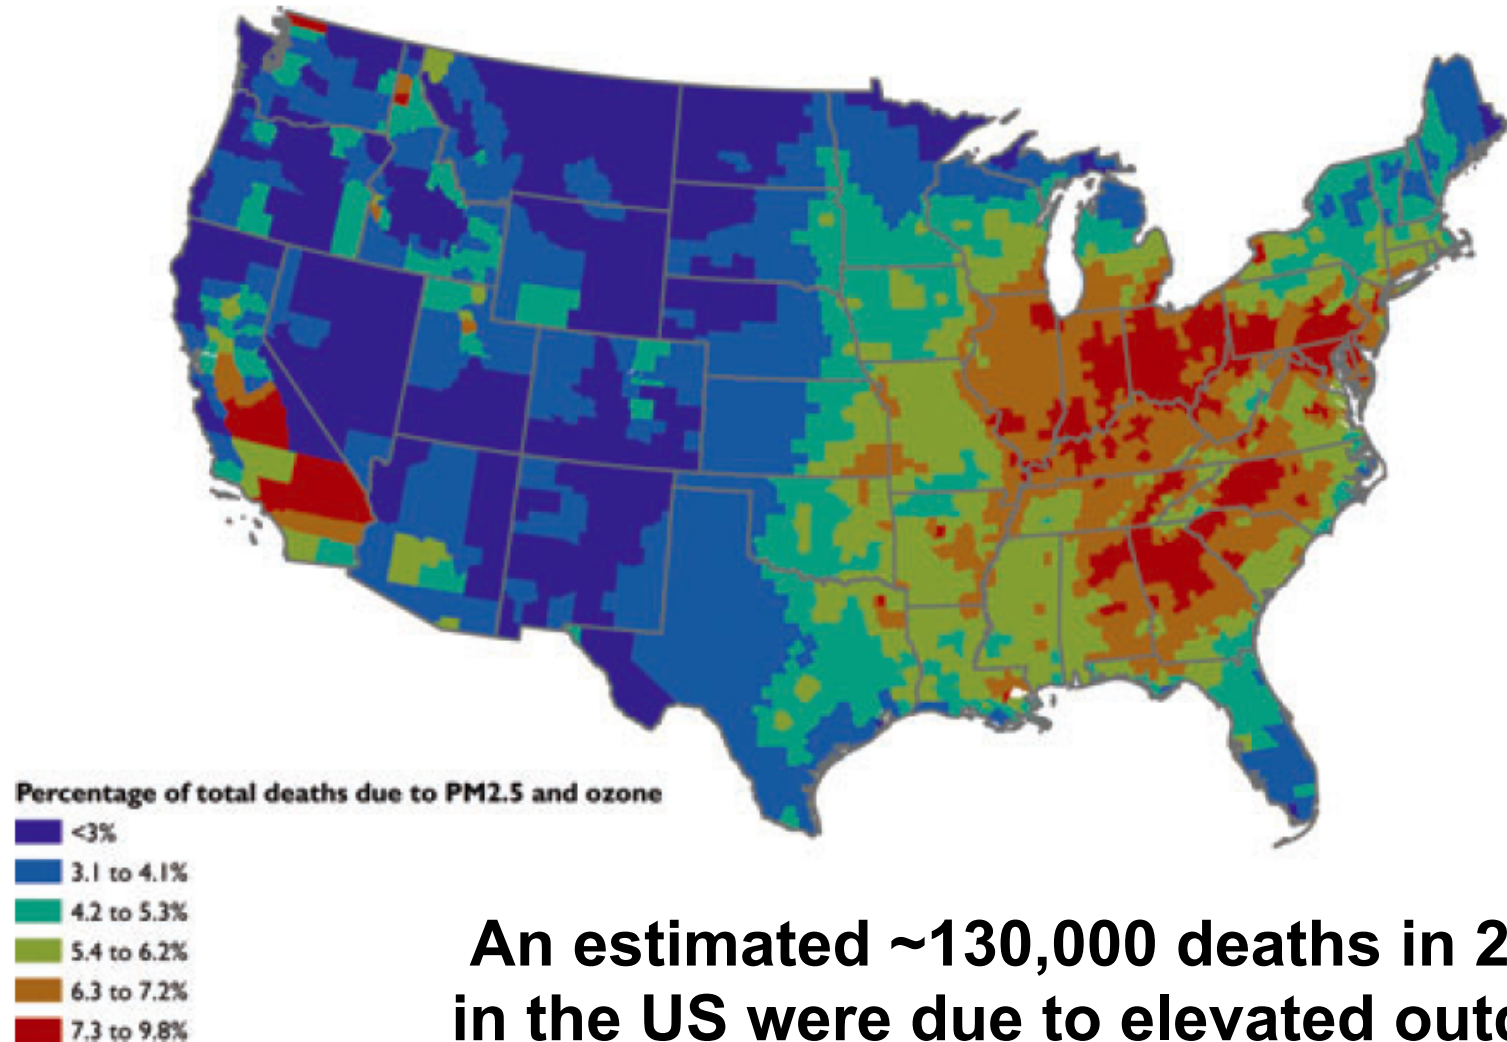 Percentage of total deaths due to PM2.5 and ozone
<3%
3.1 to 4.1%
4.2 to 5.3%
5.4 to 6.2%
6.3 to 7.2%
7.3 to 9.8%
An estimated ~130,000 deaths in 2
in the US were due to elevated